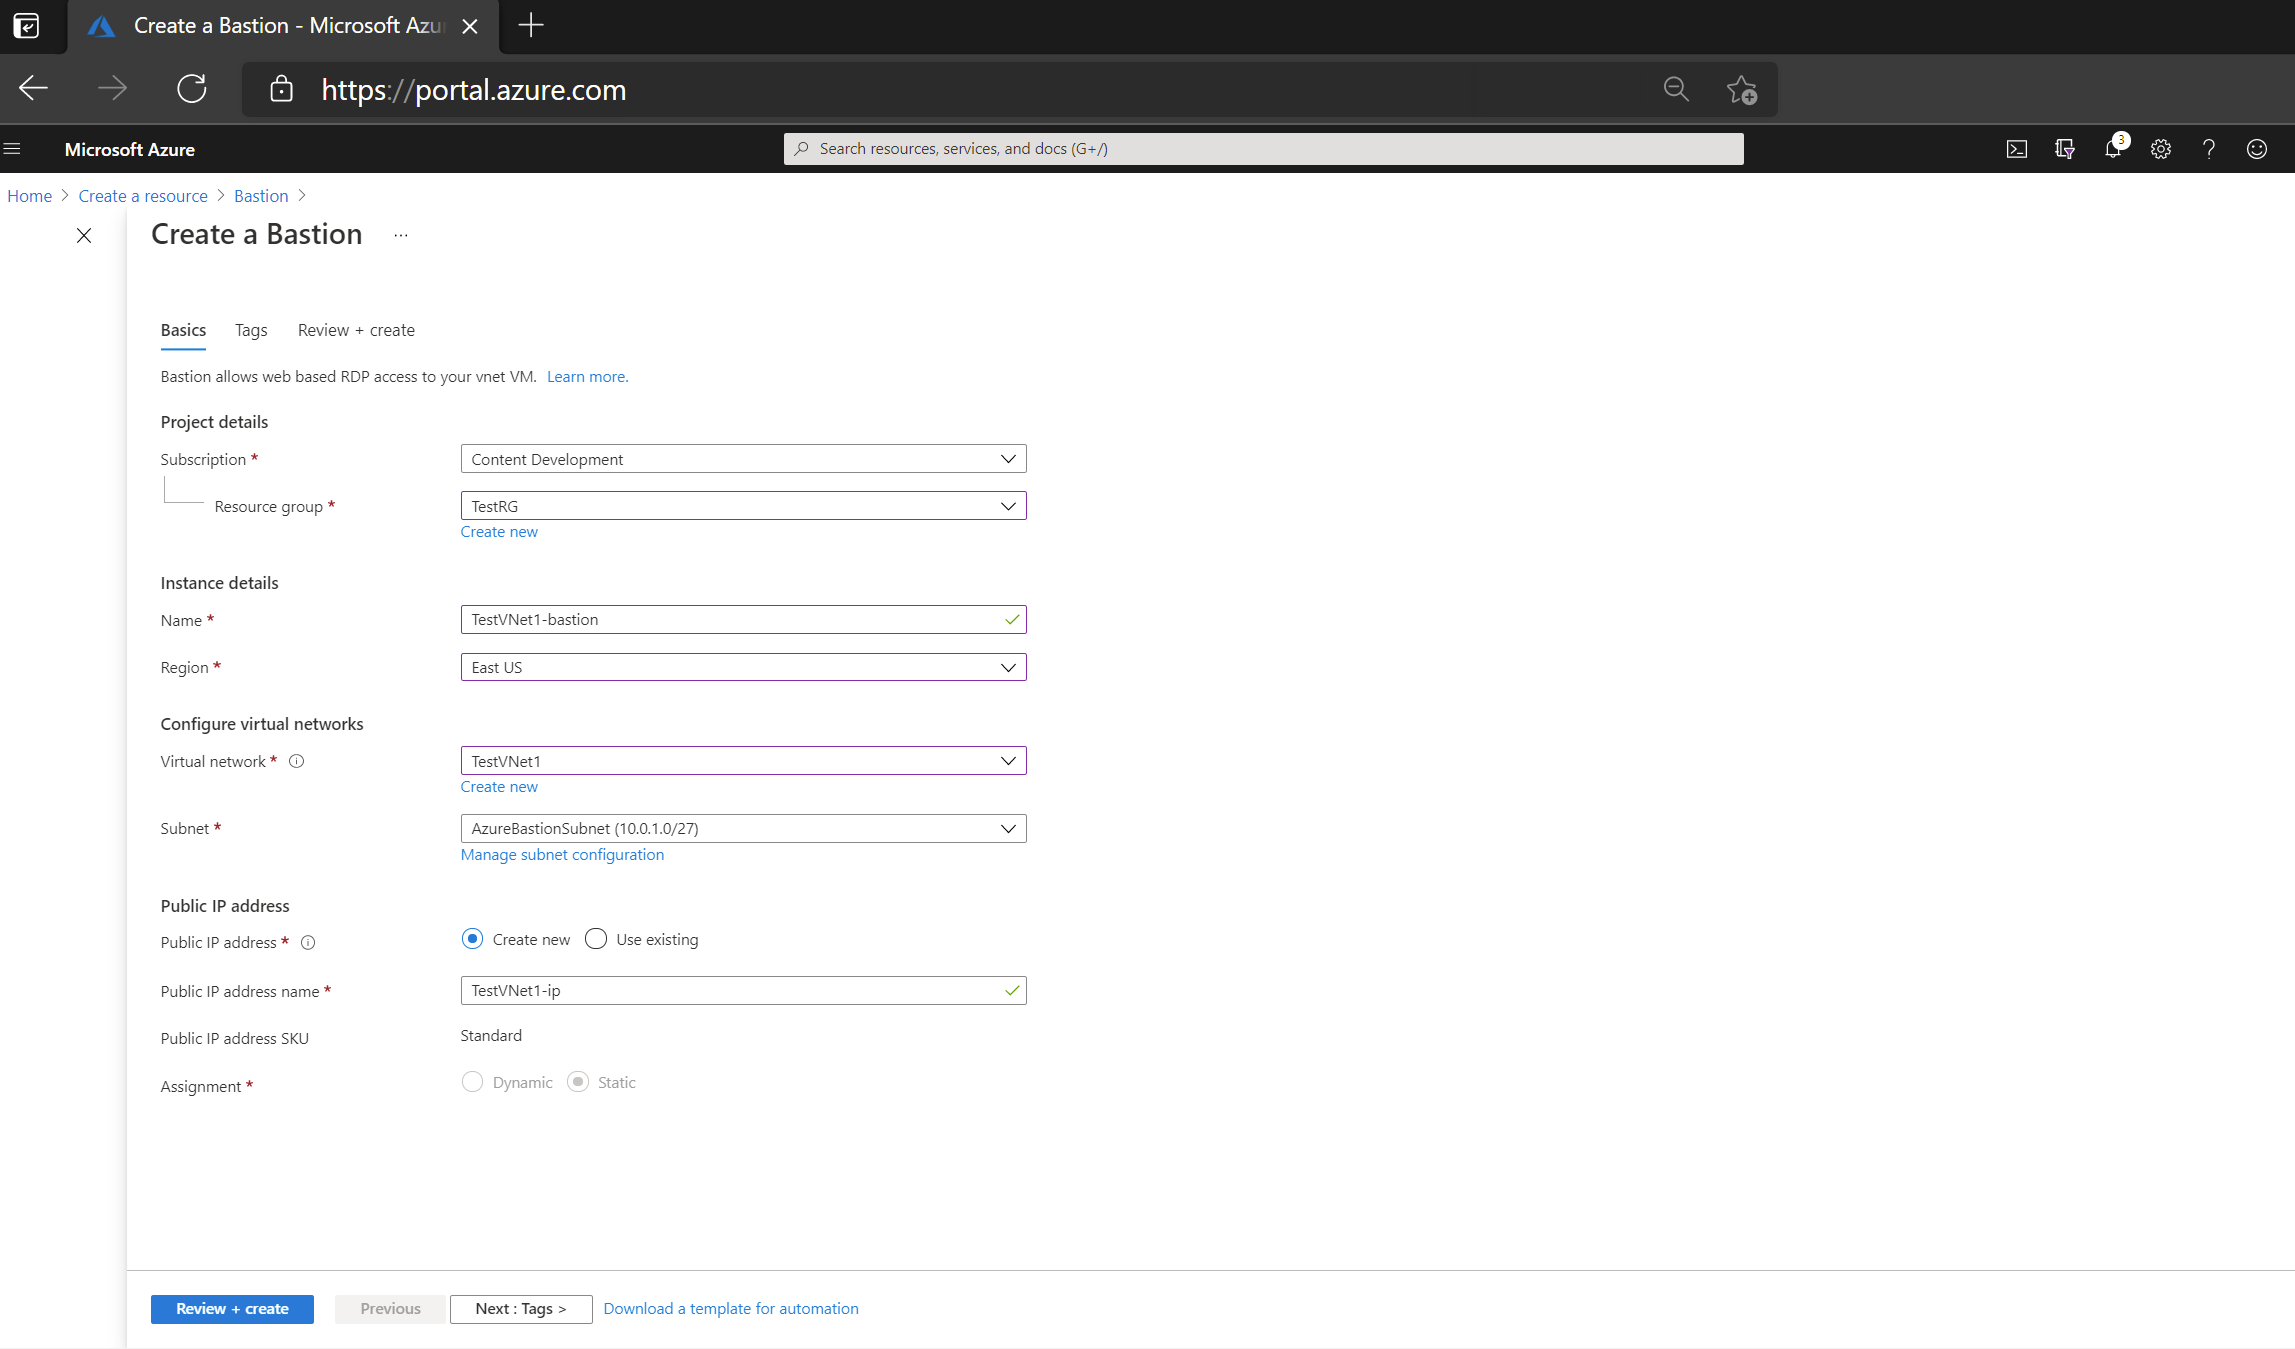 Create a Bastion - Microsoft Azu
https://portal.azure.com
Microsoft Azure
Search resources, services, and docs (G+/)
3
Home > Create a resource > Bastion >
Create a Bastion ...
Basics Tags Review + create
Bastion allows web based RDP access to your vnet VM. Learn more.
Project details
Subscription * Content Development
Resource group * TestRG
Create new
Instance details
Name * TestVNet1-bastion
Region * East US
Configure virtual networks
Virtual network * TestVNet1
Create new
Subnet * AzureBastionSubnet (10.0.1.0/27)
Manage subnet configuration
Public IP address
Public IP address * Create new Use existing
Public IP address name * TestVNet1-ip
Public IP address SKU Standard
Assignment * Dynamic Static
Review + create Previous Next : Tags > Download a template for automation